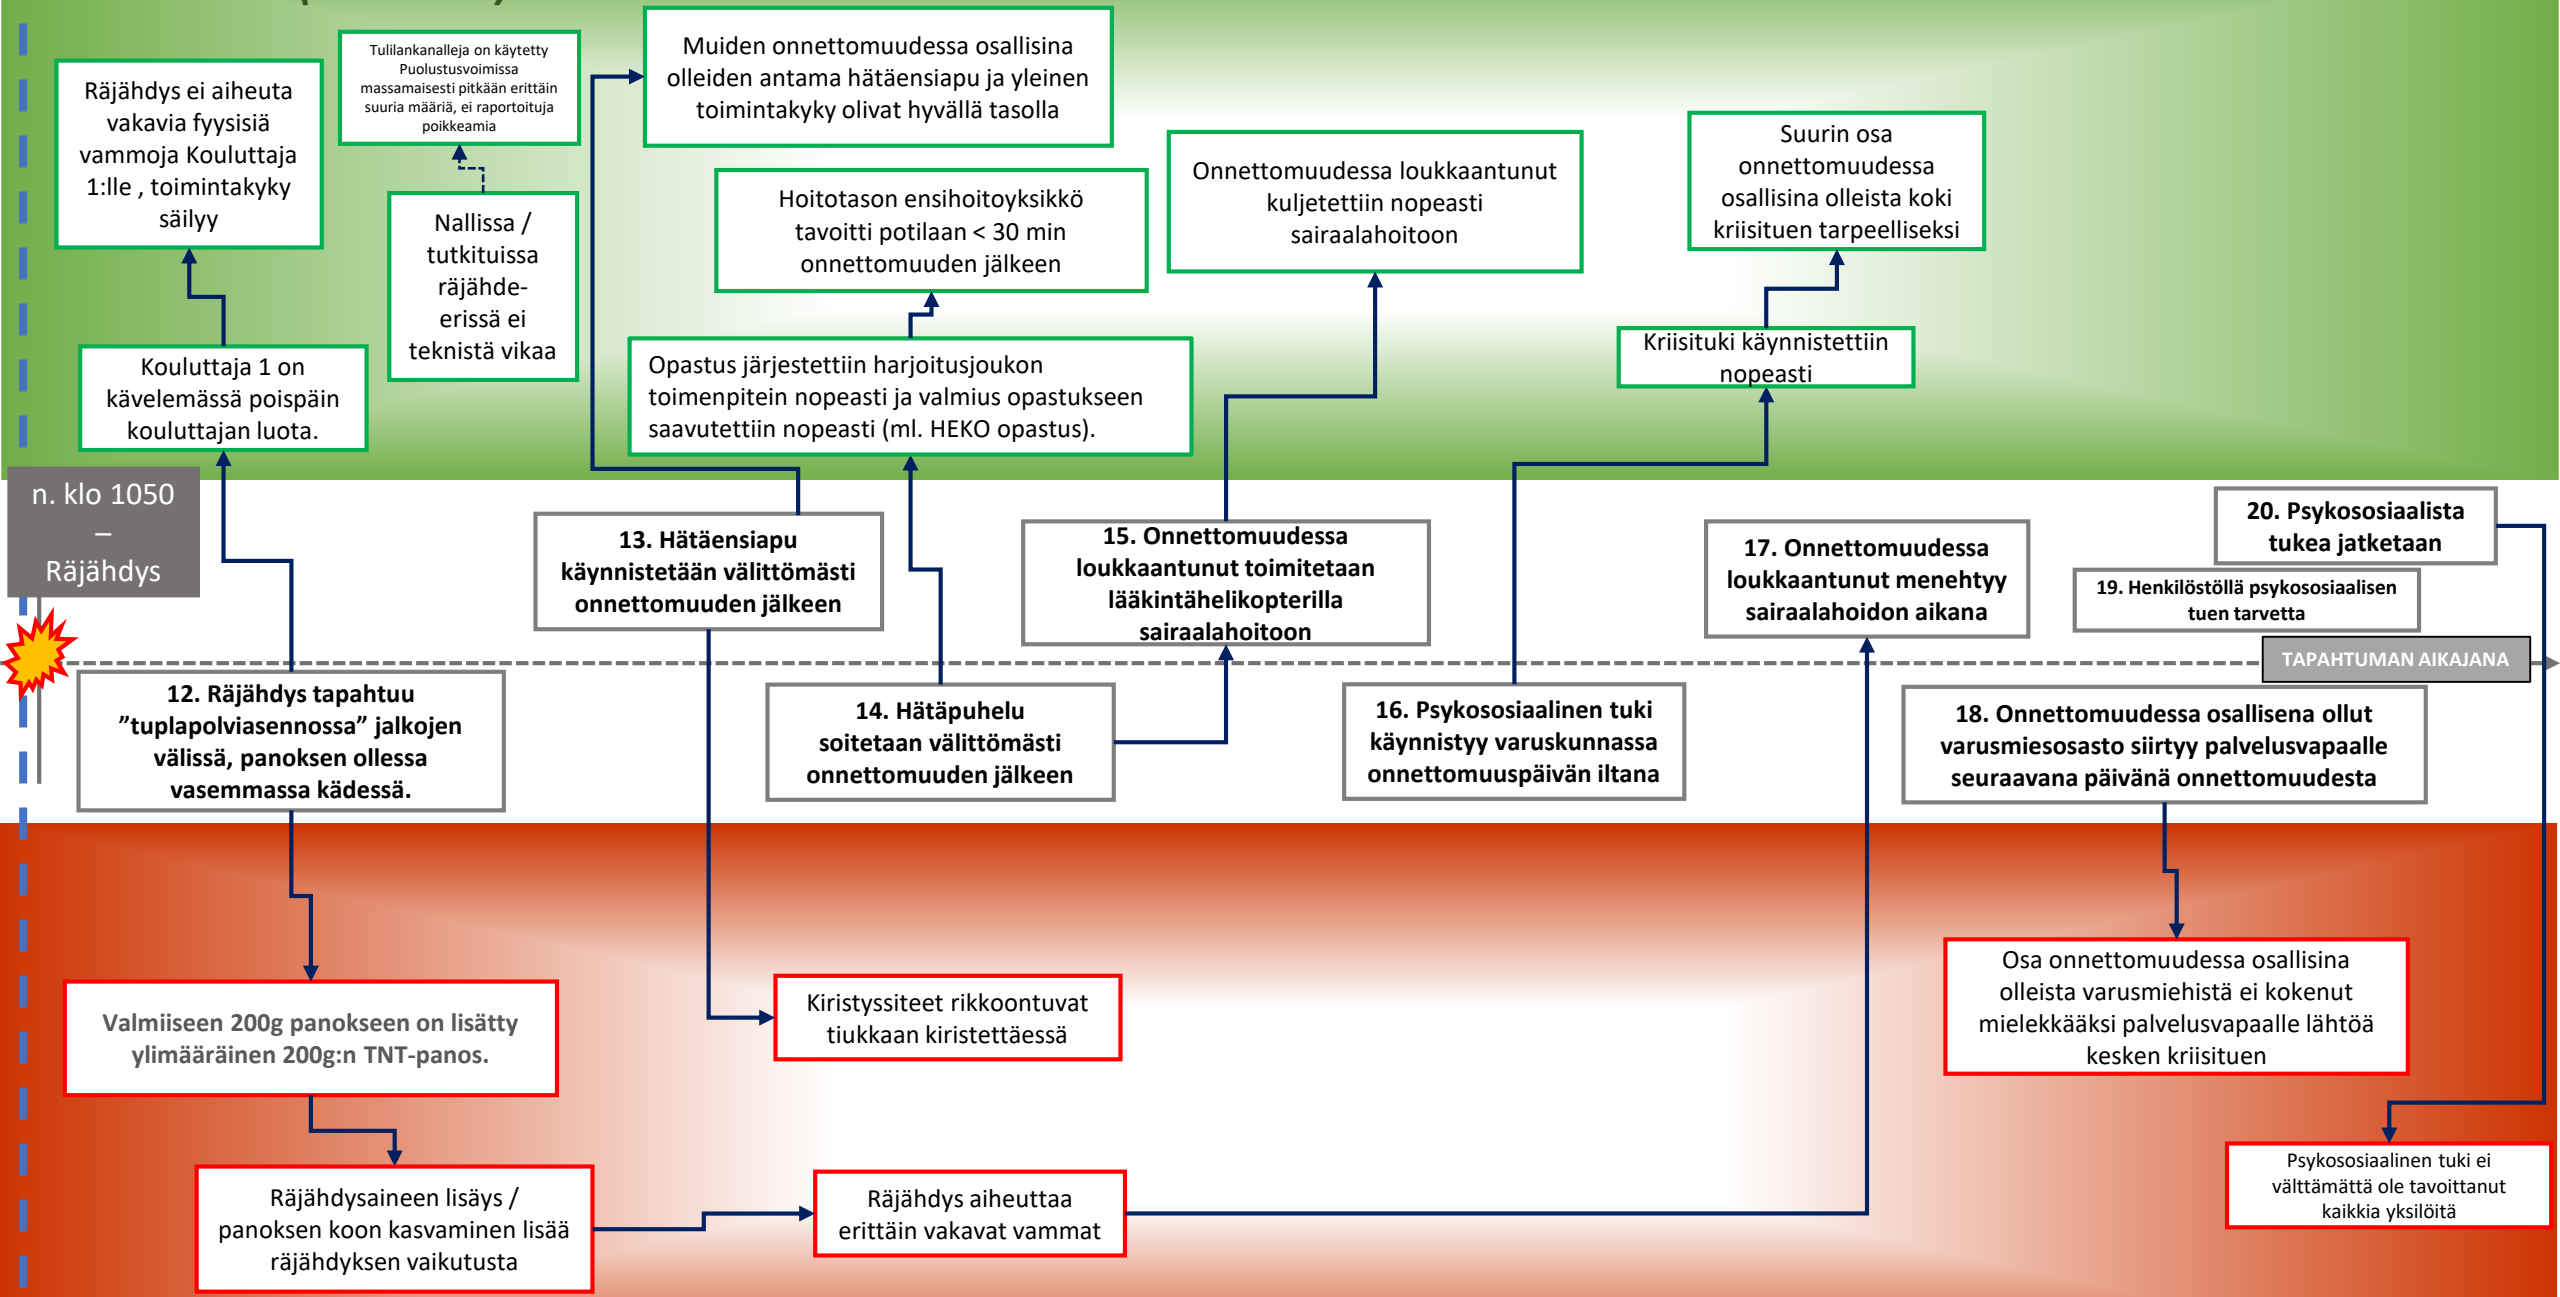 Räjähdys ei aiheuta
vakavia fyysisiä
vammoja Kouluttaja
1:lle , toimintakyky
säilyy
Tulilankanalleja on käytetty
Puolustusvoimissa
massamaisesti pitkään erittäin
suuria määriä, ei raportoituja
poikkeamia
Muiden onnettomuudessa osallisina
olleiden antama hätäensiapu ja yleinen
toimintakyky olivat hyvällä tasolla
Nallissa /
tutkituissa
räjähde-
erissä ei
teknistä vikaa
Hoitotason ensihoitoyksikkö
tavoitti potilaan < 30 min
onnettomuuden jälkeen
Onnettomuudessa loukkaantunut
kuljetettiin nopeasti
sairaalahoitoon
Suurin osa
onnettomuudessa
osallisina olleista koki
kriisituen tarpeelliseksi
Kouluttaja 1 on
kävelemässä poispäin
kouluttajan luota.
Opastus järjestettiin harjoitusjoukon
toimenpitein nopeasti ja valmius opastukseen
saavutettiin nopeasti (ml. HEKO opastus).
Kriisituki käynnistettiin
nopeasti
n. klo 1050
–
Räjähdys
13. Hätäensiapu
käynnistetään välittömästi
onnettomuuden jälkeen
15. Onnettomuudessa
loukkaantunut toimitetaan
lääkintähelikopterilla
sairaalahoitoon
17. Onnettomuudessa
loukkaantunut menehtyy
sairaalahoidon aikana
20. Psykososiaalista
tukea jatketaan
19. Henkilöstöllä psykososiaalisen
tuen tarvetta
TAPAHTUMAN AIKAJANA
12. Räjähdys tapahtuu
”tuplapolviasennossa” jalkojen
välissä, panoksen ollessa
vasemmassa kädessä.
14. Hätäpuhelu
soitetaan välittömästi
onnettomuuden jälkeen
16. Psykososiaalinen tuki
käynnistyy varuskunnassa
onnettomuuspäivän iltana
18. Onnettomuudessa osallisena ollut
varusmiesosasto siirtyy palvelusvapaalle
seuraavana päivänä onnettomuudesta
Valmiiseen 200g panokseen on lisätty
ylimääräinen 200g:n TNT-panos.
Kiristyssiteet rikkoontuvat
tiukkaan kiristettäessä
Osa onnettomuudessa osallisina
olleista varusmiehistä ei kokenut
mielekkääksi palvelusvapaalle lähtöä
kesken kriisituen
Räjähdysaineen lisäys /
panoksen koon kasvaminen lisää
räjähdyksen vaikutusta
Räjähdys aiheuttaa
erittäin vakavat vammat
Psykososiaalinen tuki ei
välttämättä ole tavoittanut
kaikkia yksilöitä